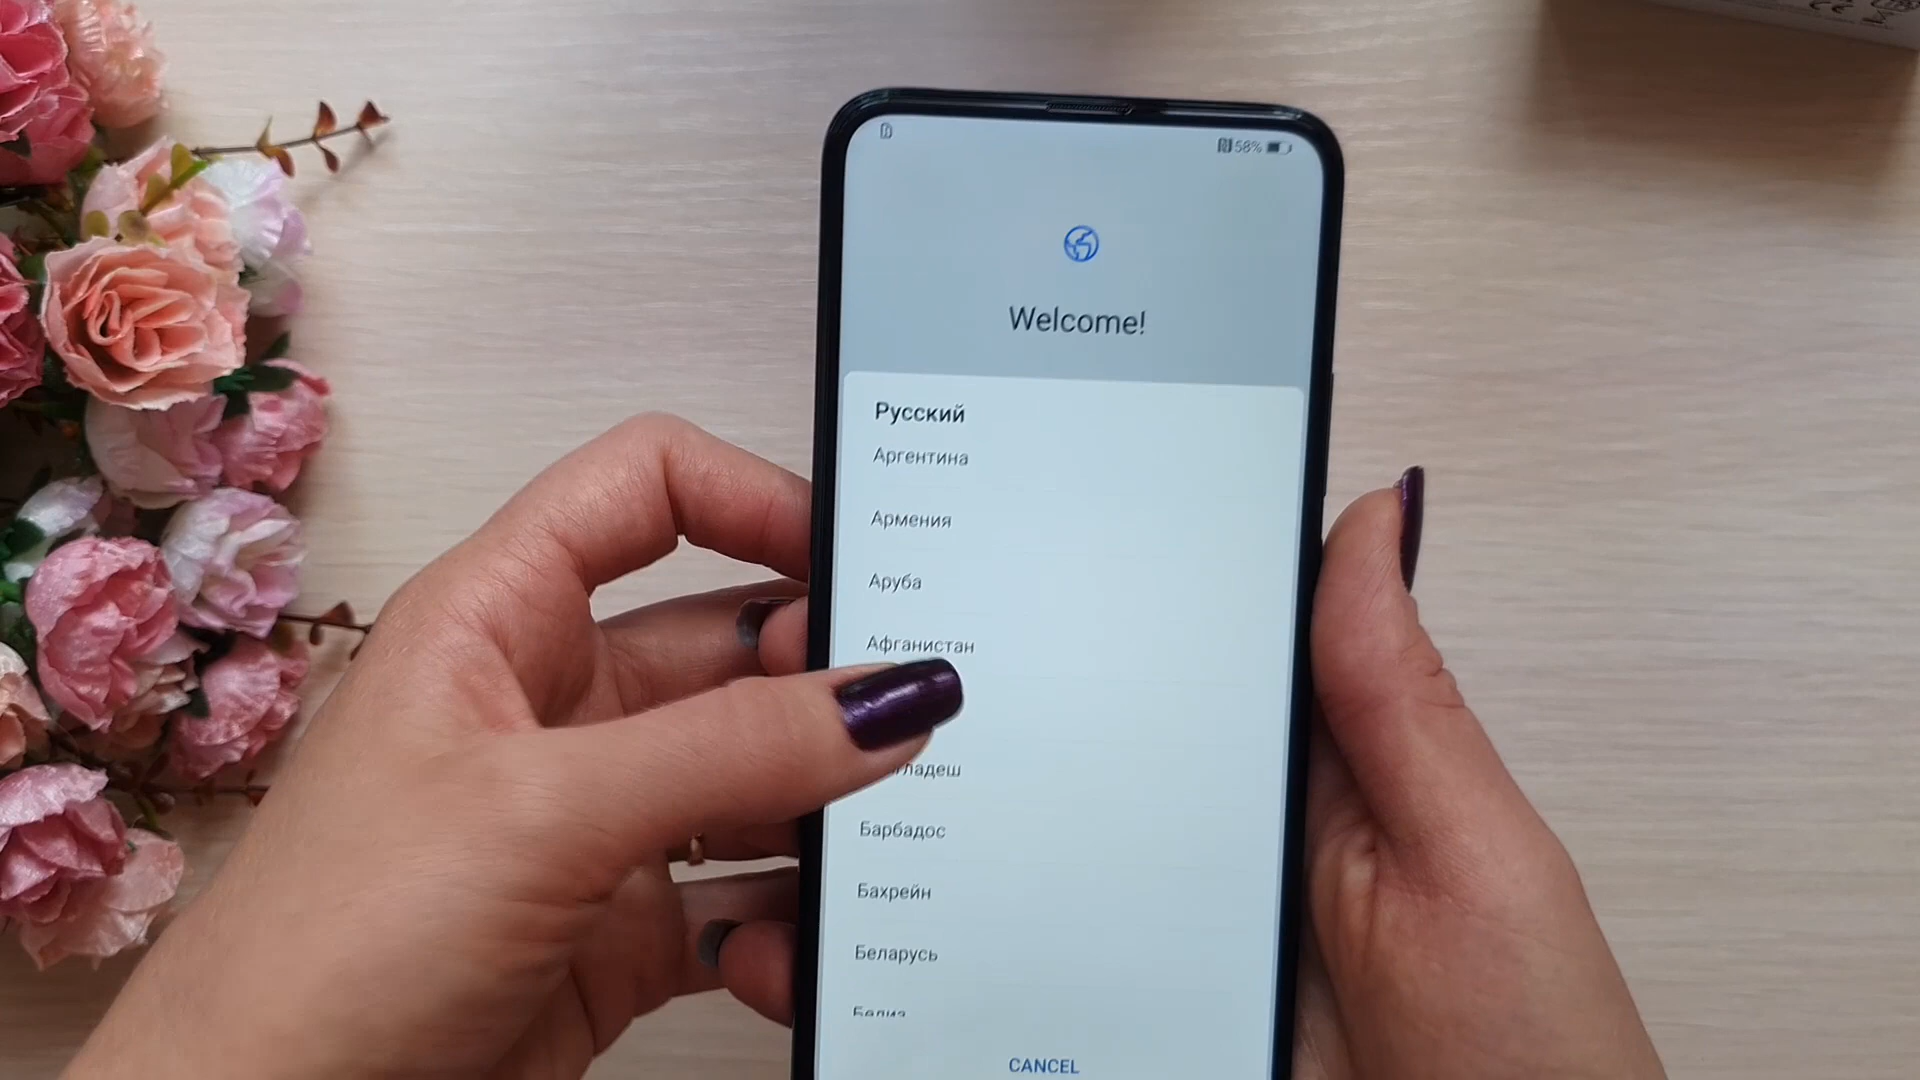 58%
Welcome!
Русский
Аргентина
Армения
Аруба
Афганистан
Барбадос
Бахрейн
Беларусь
CANCEL